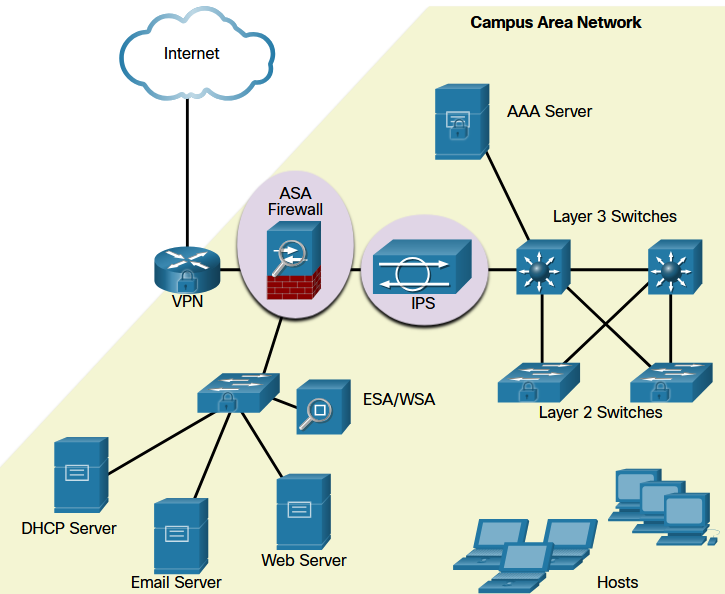 Campus Area Network
Internet
AAA Server
ASA
Firewall
Layer 3 Switches
VPN
IPS
ESA/WSA
Layer 2 Switches
DHCP Server
Email Server
Web Server
Hosts